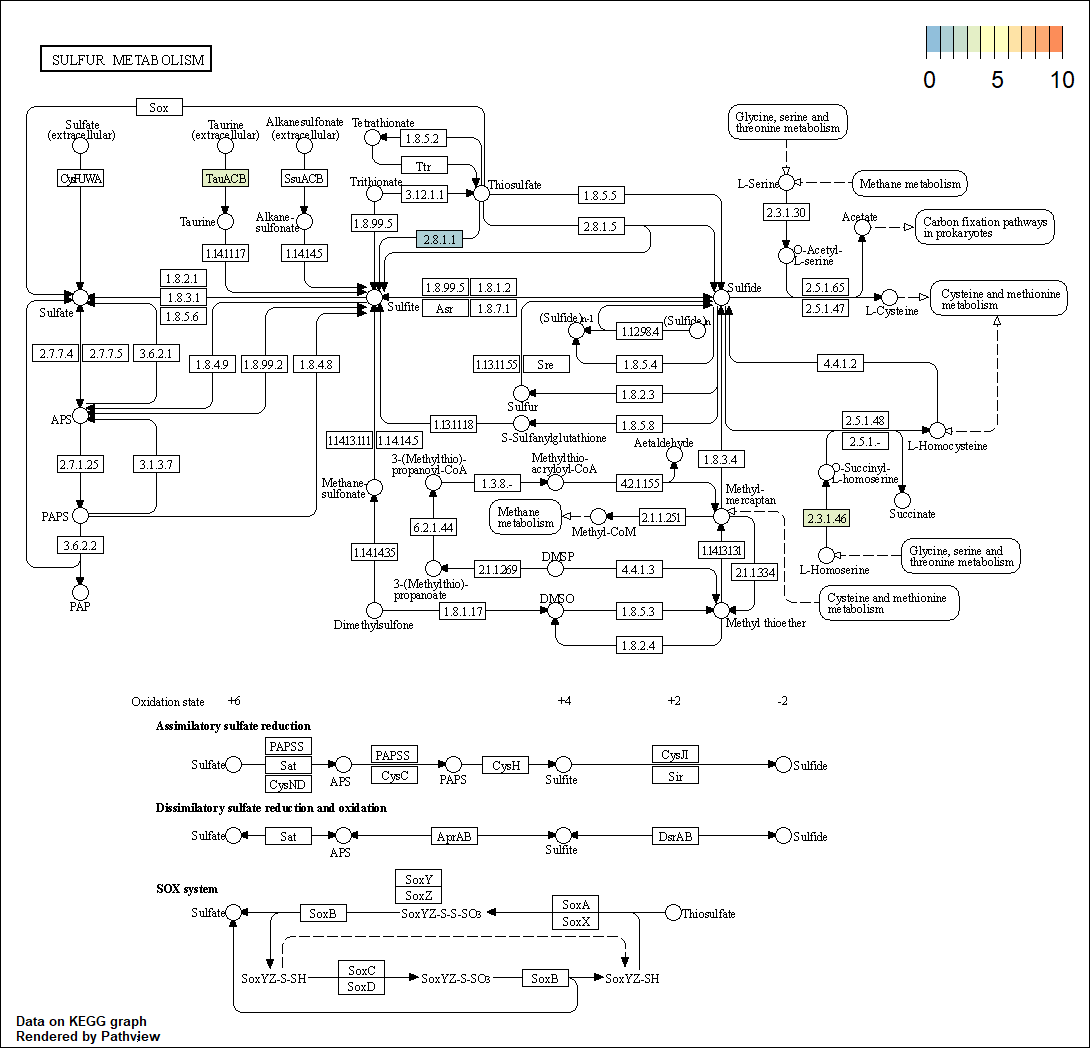 SULFUR METABOLISM
0 5 10
Sox
Sulfate
(extracellular)
Taurine
(extracellular)
Alkanesulfonate
(extracellular)
Tetrathionate
1.8.5.2
Glycine, serine and
threonine metabolism
CysPUWA
TauACB
SsuACB
Ttr
Trithionate
3.12.1.1
Thiosulfate
1.8.5.5
L-Serine
Methane metabolism
Taurine
Alkane-
sulfonate
1.8.99.5
2.8.1.1
2.8.1.5
2.3.1.30
Acetate
Carbon fixation pathways
in prokaryotes
1.14.11.17
1.14.14.5
O-Acetyl-
L-serine
1.8.2.1
1.8.3.1
1.8.5.6
Sulfate
Sulfite
1.8.99.5
1.8.1.2
Asr
1.8.7.1
Sulfide
2.5.1.65
2.5.1.47
L-Cysteine
Cysteine and methionine
metabolism
(Sulfide)n-1
1.12.98.4
(Sulfide)n
2.7.7.4
2.7.7.5
3.6.2.1
1.8.4.9
1.8.99.2
1.8.4.8
1.13.11.55
Sre
1.8.5.4
4.4.1.2
Sulfur
1.8.2.3
APS
1.13.11.18
S-Sulfanylglutathione
1.8.5.8
2.5.1.48
2.5.1.-
L-Homocysteine
1.14.13.111
1.14.14.5
Aetaldehyde
2.7.1.25
3.1.3.7
3-(Methylthio)-
propanoyl-CoA
Methylthio-
acryloyl-CoA
1.8.3.4
O-Succinyl-
L-homoserine
Methane-
sulfonate
1.3.8.-
4.2.1.155
Methyl-
mercaptan
Succinate
PAPS
Methane
metabolism
Methyl-CoM
2.1.1.251
2.3.1.46
6.2.1.44
3.6.2.2
1.14.14.35
1.14.13.131
L-Homoserine
Glycine, serine and
threonine metabolism
DMSP
2.1.1.269
4.4.1.3
2.1.1.334
PAP
3-(Methylthio)-
propanoate
DMSO
Cysteine and methionine
metabolism
Dimethylsulfone
1.8.1.17
1.8.5.3
Methyl thioether
1.8.2.4
Oxidation state +6 +4 +2 -2
Assimilatory sulfate reduction
Sulfate
PAPSS
Sat
CysND
APS
PAPSS
CysC
PAPS
CysH
Sulfite
CysJI
Sir
Sulfide
Dissimilatory sulfate reduction and oxidation
Sulfate
Sat
APS
AprAB
Sulfite
DsrAB
Sulfide
SOX system
Sulfate
SoxB
SoxY
SoxZ
SoxYZ-S-S-SO3
SoxA
SoxX
Thiosulfate
SoxYZ-S-SH
SoxC
SoxD
SoxYZ-S-SO3
SoxB
SoxYZ-SH
Data on KEGG graph
Rendered by Pathview